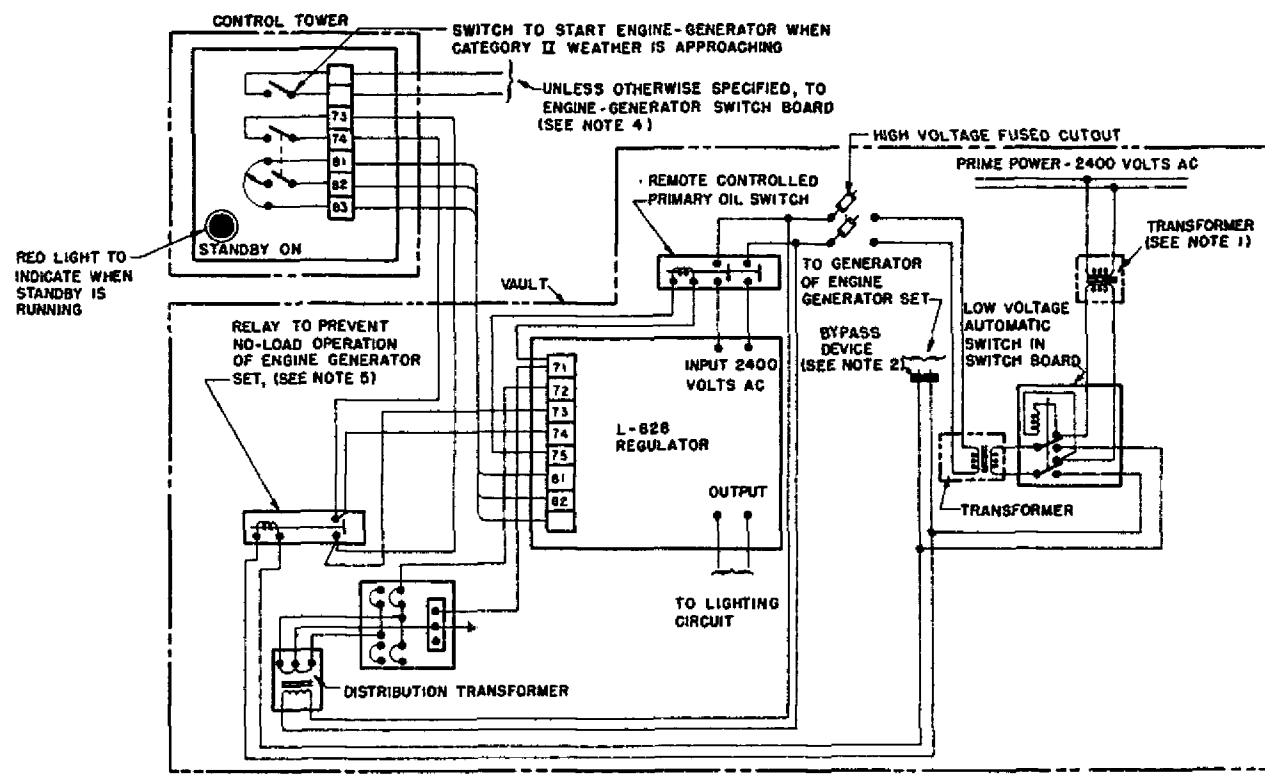 CONTROL TOWER
SWITCH TO START ENGINE-GENERATOR WHEN
CATEGORY II WEATHER IS APPROACHING
UNLESS OTHERWISE SPECIFIED, TO
ENGINE-GENERATOR SWITCH BOARD
(SEE NOTE 4)
73
74
81
82
83
STANDBY ON
RED LIGHT TO
INDICATE WHEN
STANDBY IS
RUNNING
HIGH VOLTAGE FUSED CUTOUT
PRIME POWER - 2400 VOLTS AC
REMOTE CONTROLLED
PRIMARY OIL SWITCH
TRANSFORMER
(SEE NOTE 1)
VAULT
TO GENERATOR
OF ENGINE
GENERATOR SET
LOW VOLTAGE
AUTOMATIC
SWITCH IN
SWITCH BOARD
BYPASS
DEVICE
(SEE NOTE 2)
RELAY TO PREVENT
NO-LOAD OPERATION
OF ENGINE GENERATOR
SET, (SEE NOTE 5)
INPUT 2400
VOLTS AC
71
72
73
74
75
81
82
L-828
REGULATOR
OUTPUT
TRANSFORMER
TO LIGHTING
CIRCUIT
DISTRIBUTION TRANSFORMER